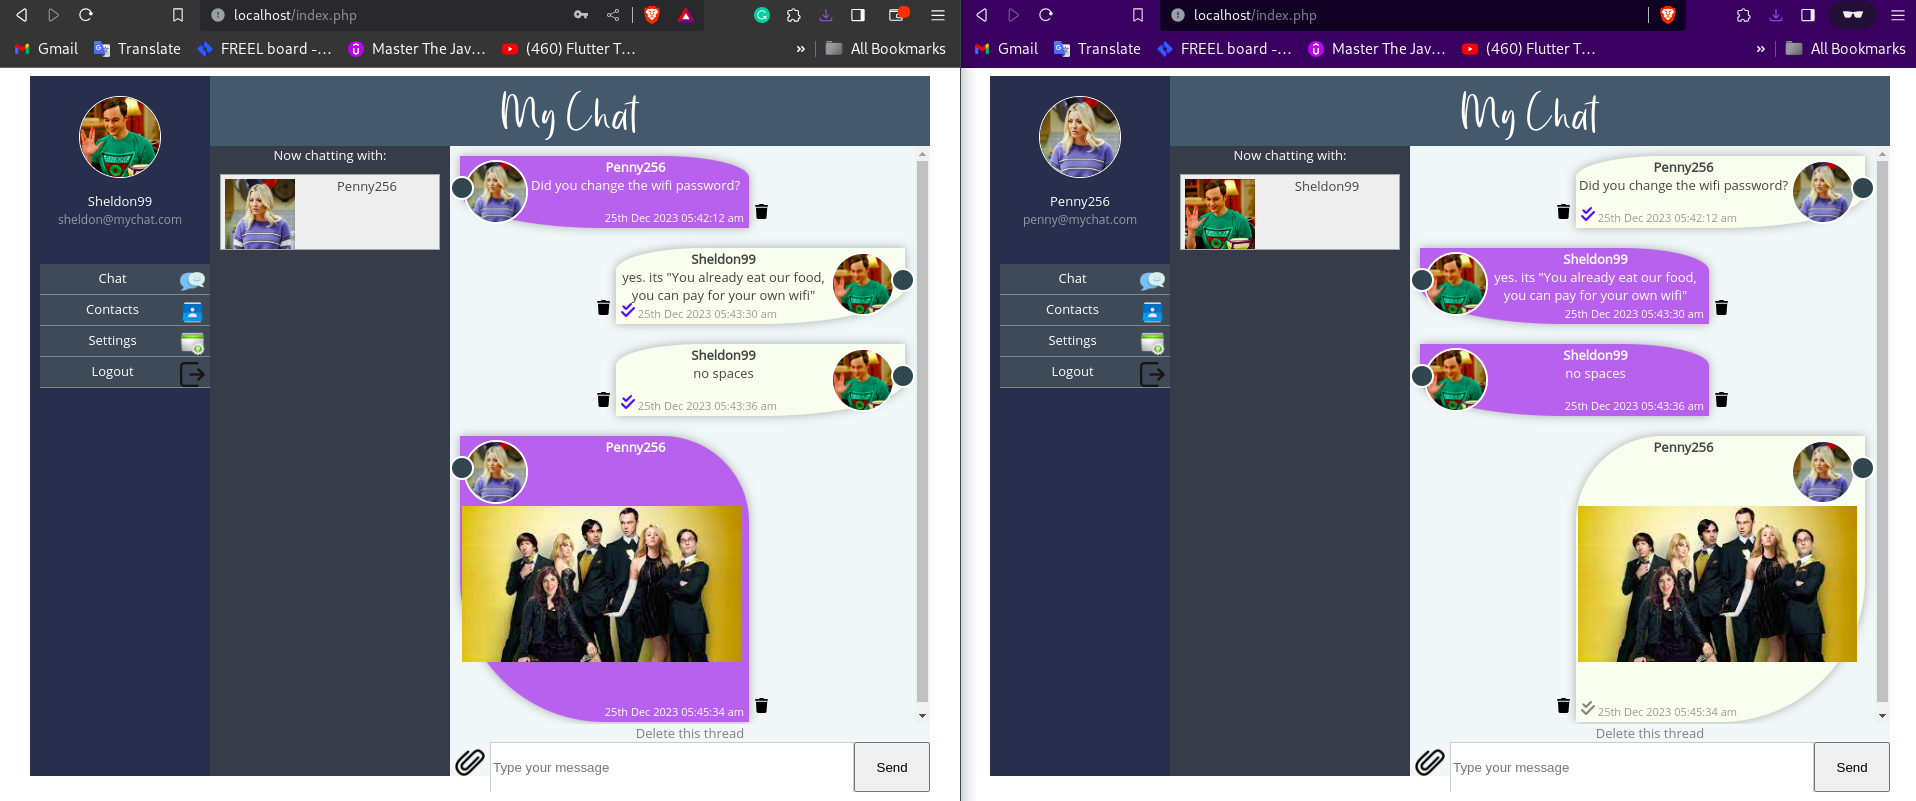 localhost/index.php
Gmail
Translate
FREEL board -...
Master The Jav...
(460) Flutter T...
»
All Bookmarks
My Chat
Sheldon99
sheldon@mychat.com
Chat
Contacts
Settings
Logout
Now chatting with:
Penny256
Penny256
Did you change the wifi password?
25th Dec 2023 05:42:12 am
Sheldon99
yes. its "You already eat our food,
you can pay for your own wifi"
25th Dec 2023 05:43:30 am
Sheldon99
no spaces
25th Dec 2023 05:43:36 am
Penny256
25th Dec 2023 05:45:34 am
Delete this thread
Type your message
Send
localhost/index.php
Gmail
Translate
FREEL board -...
Master The Jav...
(460) Flutter T...
»
All Bookmarks
My Chat
Penny256
penny@mychat.com
Chat
Contacts
Settings
Logout
Now chatting with:
Sheldon99
Penny256
Did you change the wifi password?
25th Dec 2023 05:42:12 am
Sheldon99
yes. its "You already eat our food,
you can pay for your own wifi"
25th Dec 2023 05:43:30 am
Sheldon99
no spaces
25th Dec 2023 05:43:36 am
Penny256
25th Dec 2023 05:45:34 am
Delete this thread
Type your message
Send